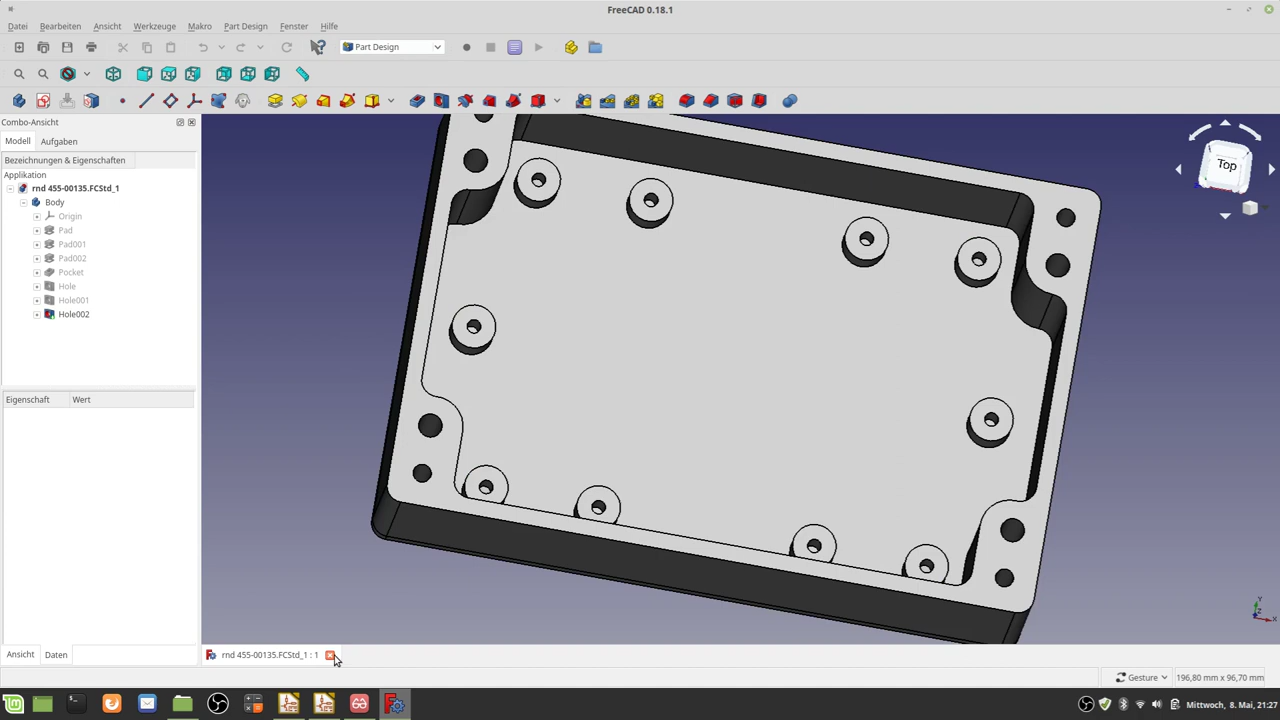 FreeCAD 0.18.1
Datei Bearbeiten Ansicht Werkzeuge Makro Part Design Fenster Hilfe
Part Design
Combo-Ansicht
Modell Aufgaben
Bezeichnungen & Eigenschaften
Applikation
rnd 455-00135.FCStd_1
Body
Origin
Pad
Pad001
Pad002
Pocket
Hole
Hole001
Hole002
Eigenschaft Wert
Top
Y
Z
X
Ansicht Daten
rnd 455-00135.FCStd_1 : 1
Gesture 196,80 mm x 96,70 mm
Mittwoch, 8. Mai, 21:27